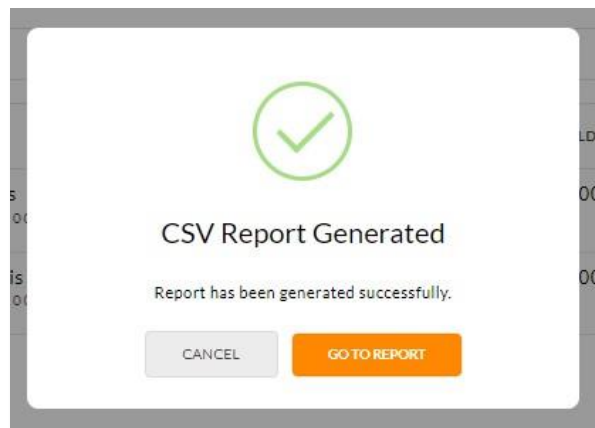 CSV Report Generated
Report has been generated successfully.
CANCEL
GO TO REPORT